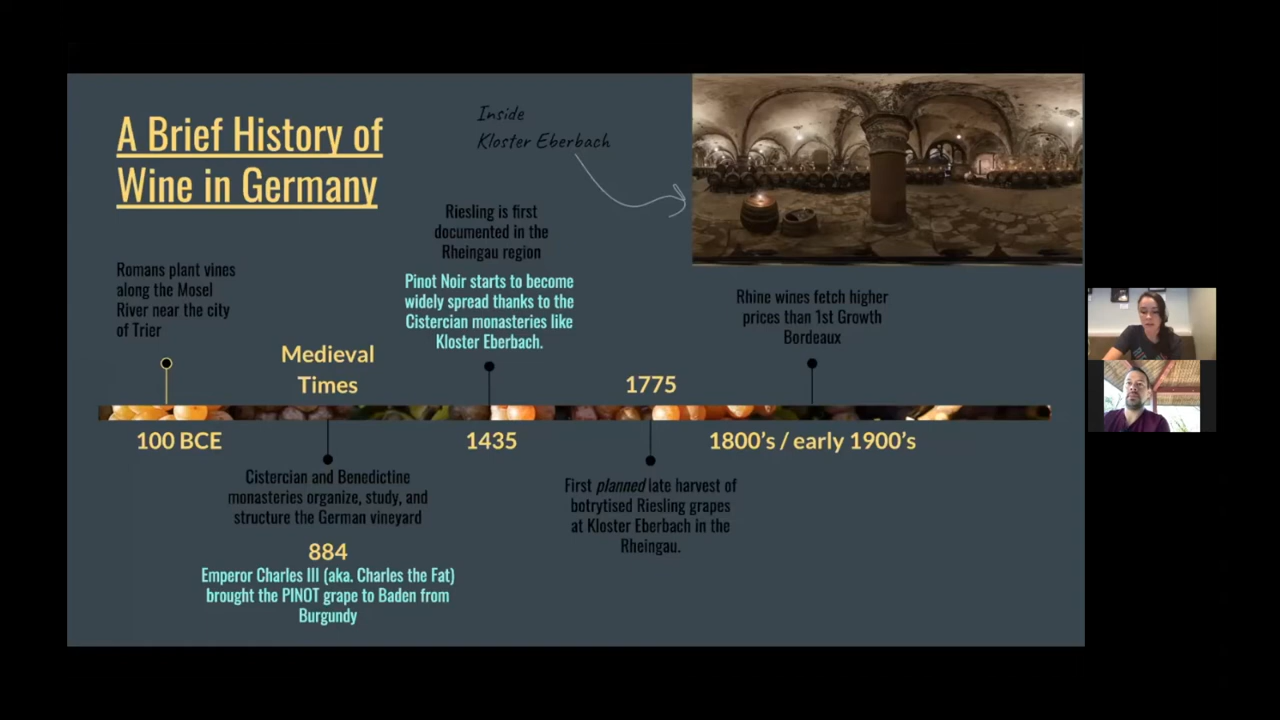 A Brief History of
Wine in Germany
Inside
Kloster Eberbach
Romans plant vines
along the Mosel
River near the city
of Trier
100 BCE
Medieval
Times
Cistercian and Benedictine
monasteries organize, study, and
structure the German vineyard
884
Emperor Charles III (aka. Charles the Fat)
brought the PINOT grape to Baden from
Burgundy
Riesling is first
documented in the
Rheingau region
Pinot Noir starts to become
widely spread thanks to the
Cistercian monasteries like
Kloster Eberbach.
1435
1775
First planned late harvest of
botrytised Riesling grapes
at Kloster Eberbach in the
Rheingau.
Rhine wines fetch higher
prices than 1st Growth
Bordeaux
1800's / early 1900's